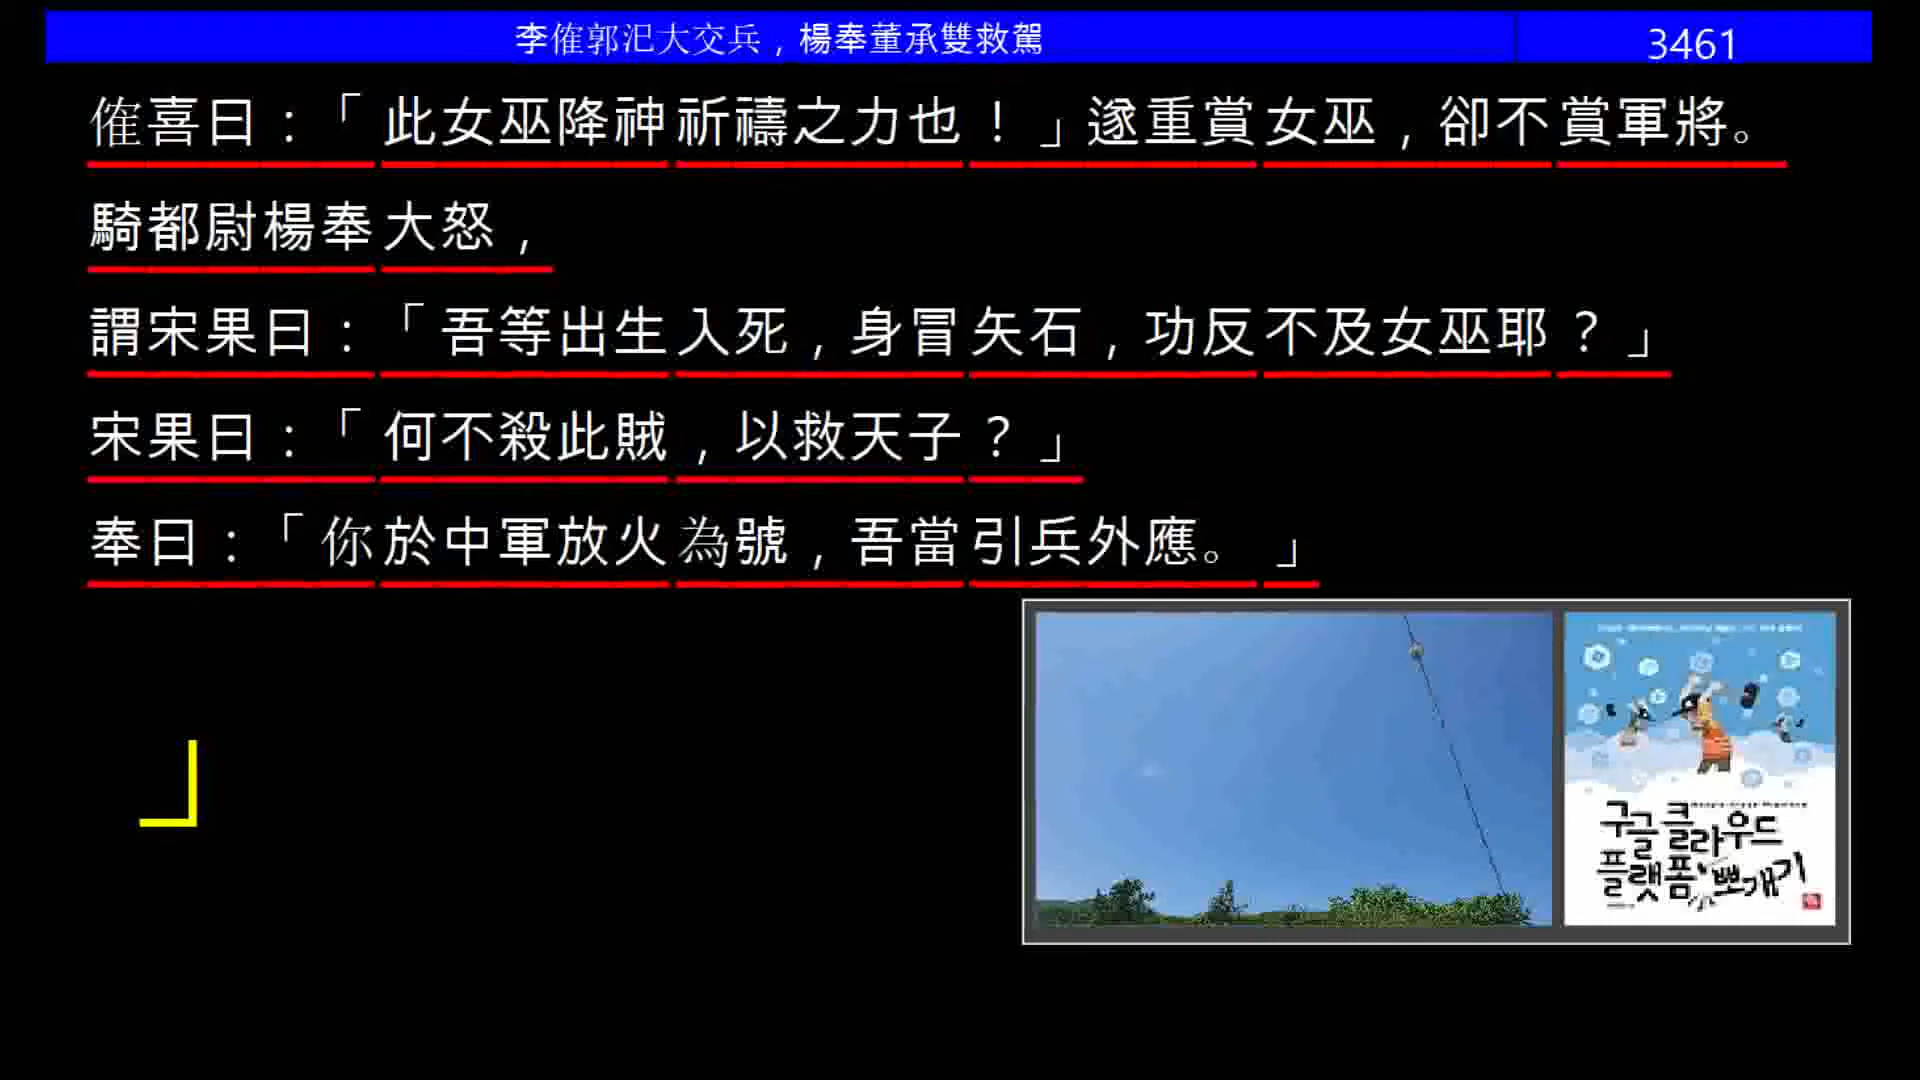 李傕郭汜大交兵，楊奉董承雙救駕
3461
傕喜曰：「此女巫降神祈禱之力也！」遂重賞女巫，卻不賞軍將。
騎都尉楊奉大怒，
謂宋果曰：「吾等出生入死，身冒矢石，功反不及女巫耶？」
宋果曰：「何不殺此賊，以救天子？」
奉曰：「你於中軍放火為號，吾當引兵外應。」
」
구글 클라우드
플랫폼 뽀개기